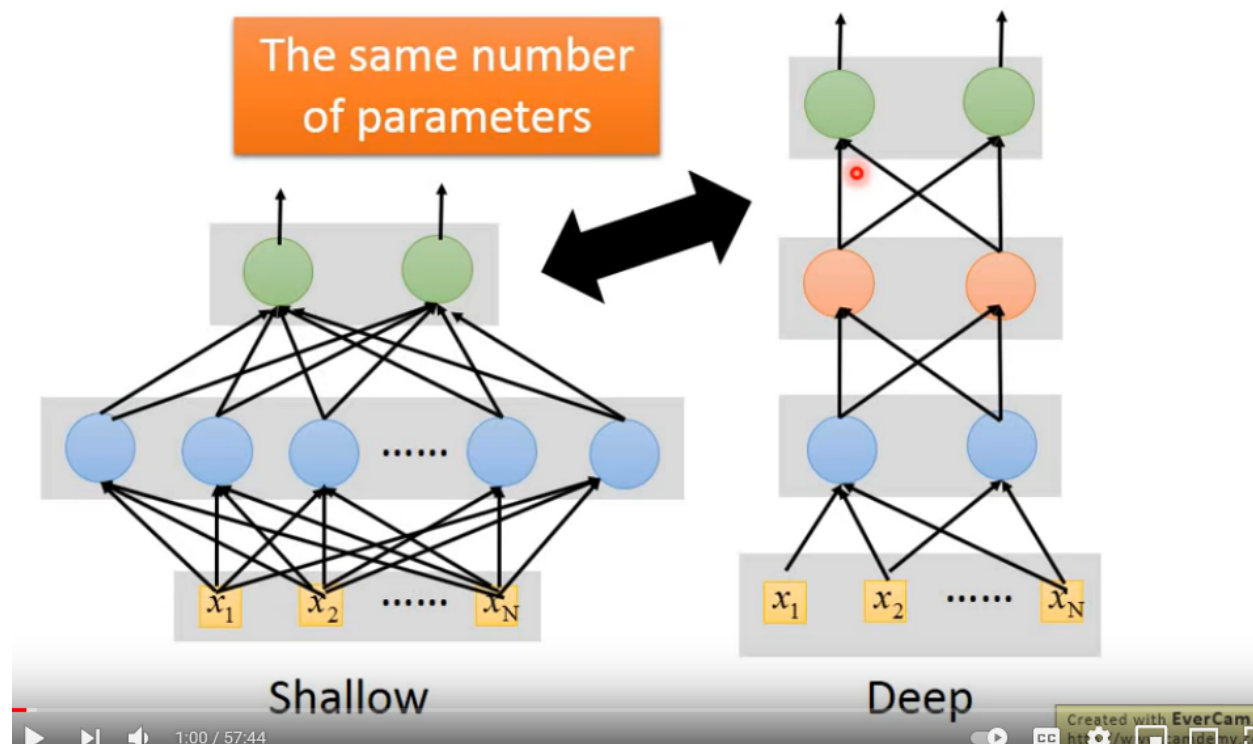 The same number
of parameters
......
x1 x2 ...... xN
x1 x2 ...... xN
Shallow
Deep
1:00 / 57:44
CC
Created with EverCam